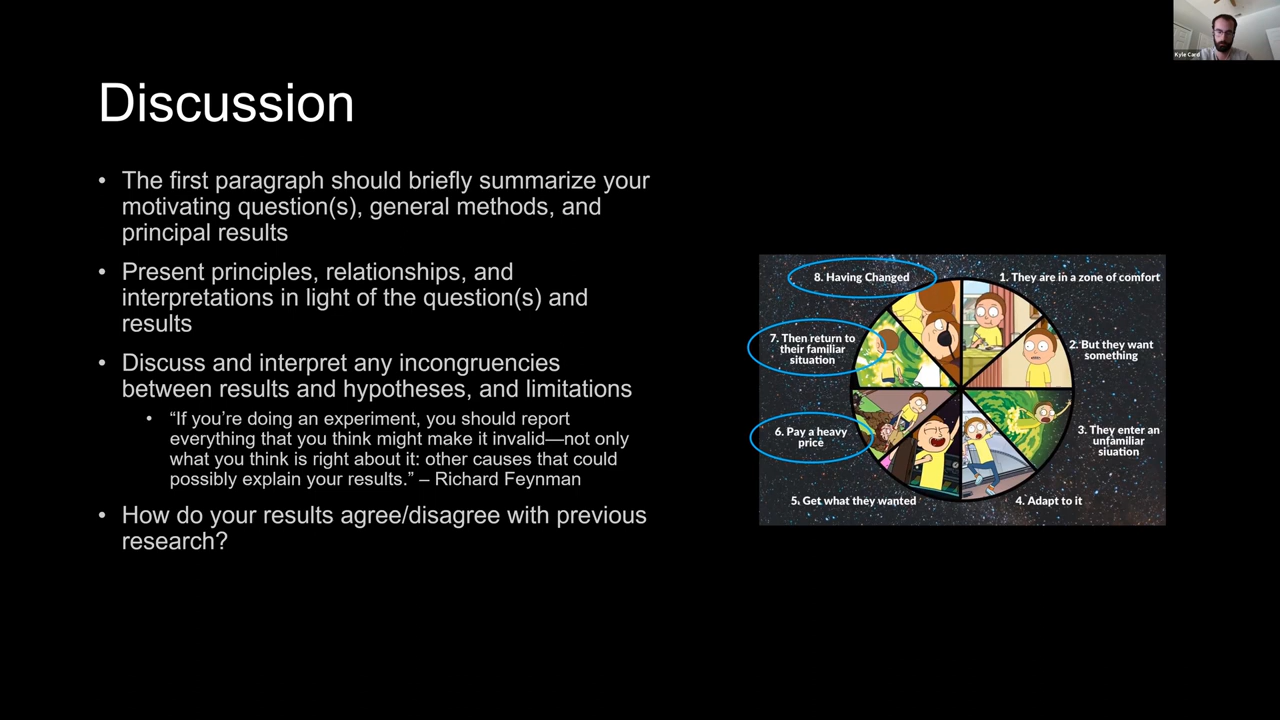 Kyle Card
Discussion
• The first paragraph should briefly summarize your
motivating question(s), general methods, and
principal results
• Present principles, relationships, and
interpretations in light of the question(s) and
results
• Discuss and interpret any incongruencies
between results and hypotheses, and limitations
• “If you’re doing an experiment, you should report
everything that you think might make it invalid—not only
what you think is right about it: other causes that could
possibly explain your results.” – Richard Feynman
• How do your results agree/disagree with previous
research?
8. Having Changed
1. They are in a zone of comfort
7. Then return to
their familiar
situation
2. But they want
something
6. Pay a heavy
price
3. They enter an
unfamiliar
siuation
5. Get what they wanted
4. Adapt to it